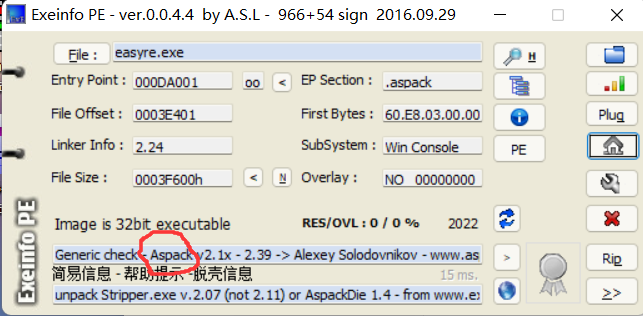 Exeinfo PE - ver.0.0.4.4 by A.S.L - 966+54 sign 2016.09.29
File : easyre.exe H
Entry Point : 000DA001 oo < EP Section : .aspack
File Offset : 0003E401 First Bytes : 60.E8.03.00.00 Plug
Linker Info : 2.24 SubSystem : Win Console PE
File Size : 0003F600h < N Overlay : NO 00000000
Image is 32bit executable RES/OVL : 0 / 0 % 2022
Generic check - Aspack v2.1x - 2.39 -> Alexey Solodovnikov - www.as > Rip
简易信息 - 帮助提示 -脱壳信息 15 ms.
unpack Stripper.exe v.2.07 (not 2.11) or AspackDie 1.4 - from www.ex >>
Exeinfo PE